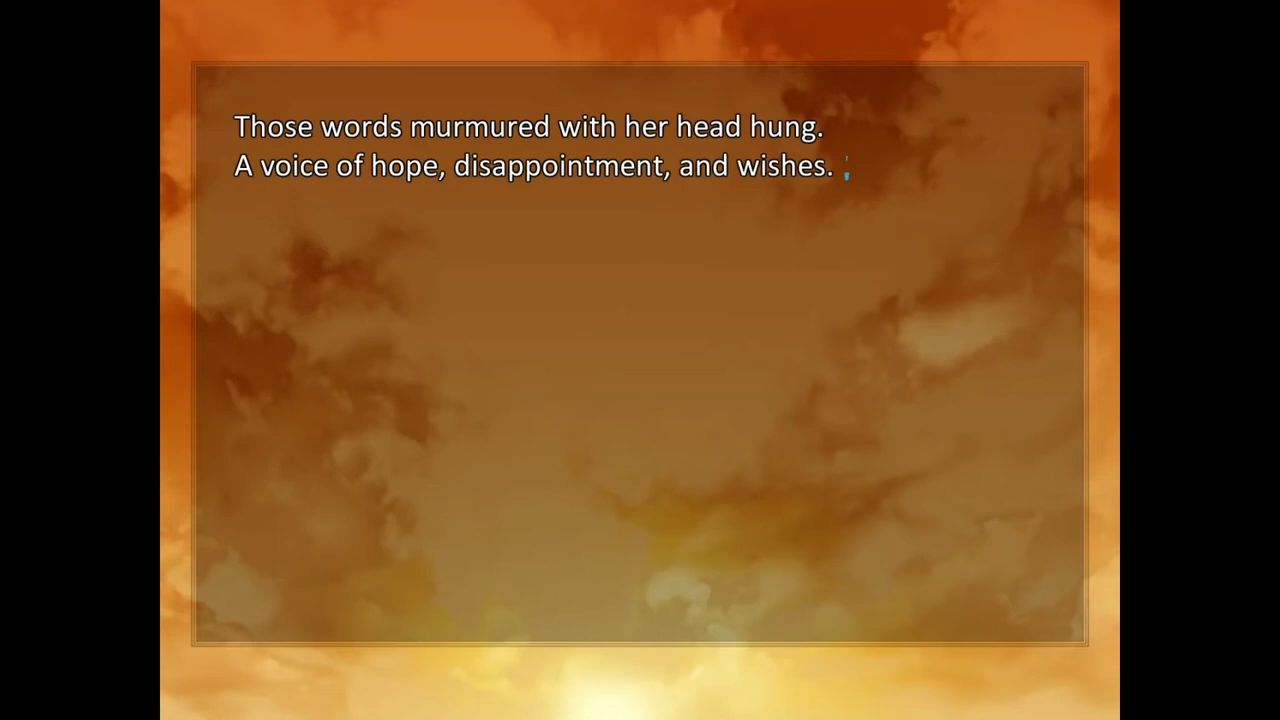 Those words murmured with her head hung.
A voice of hope, disappointment, and wishes.